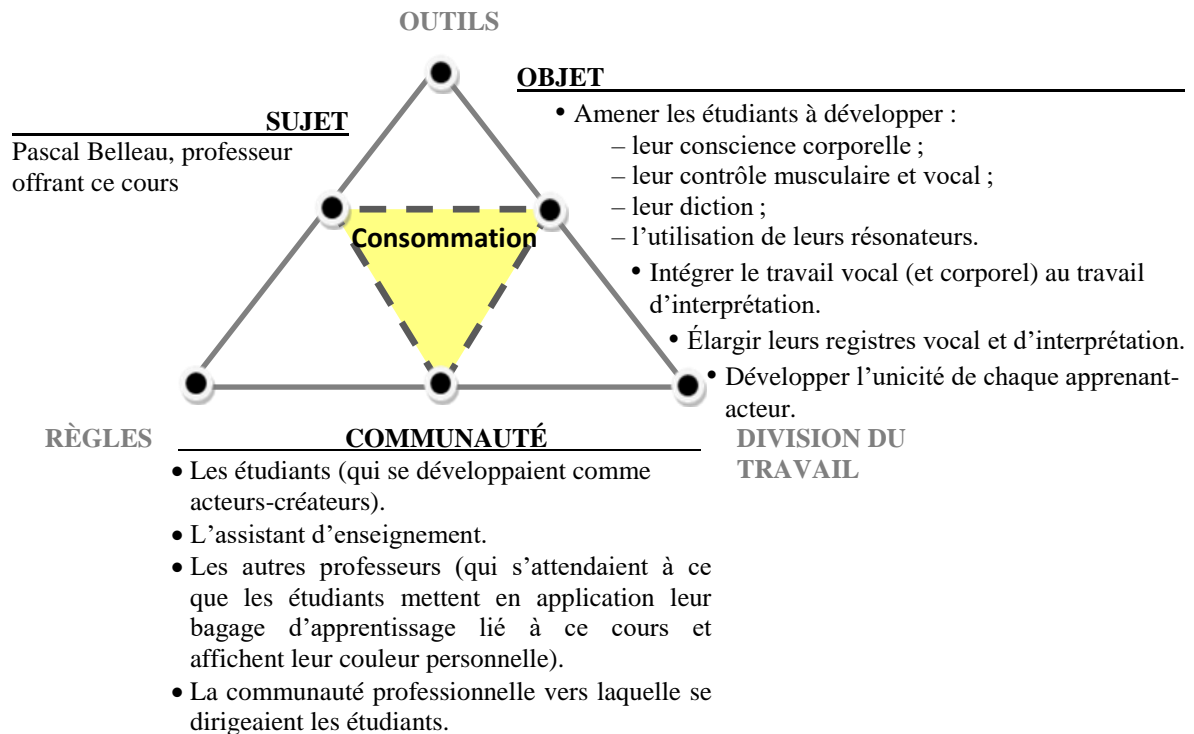 OUTILS
OBJET
• Amener les étudiants à développer :
– leur conscience corporelle ;
– leur contrôle musculaire et vocal ;
– leur diction ;
– l’utilisation de leurs résonateurs.
• Intégrer le travail vocal (et corporel) au travail
d’interprétation.
• Élargir leurs registres vocal et d’interprétation.
• Développer l’unicité de chaque apprenant-
acteur.
SUJET
Pascal Belleau, professeur
offrant ce cours
Consommation
RÈGLES
COMMUNAUTÉ
• Les étudiants (qui se développaient comme
acteurs-créateurs).
• L’assistant d’enseignement.
• Les autres professeurs (qui s’attendaient à ce
que les étudiants mettent en application leur
bagage d’apprentissage lié à ce cours et
affichent leur couleur personnelle).
• La communauté professionnelle vers laquelle se
dirigeaient les étudiants.
DIVISION DU
TRAVAIL